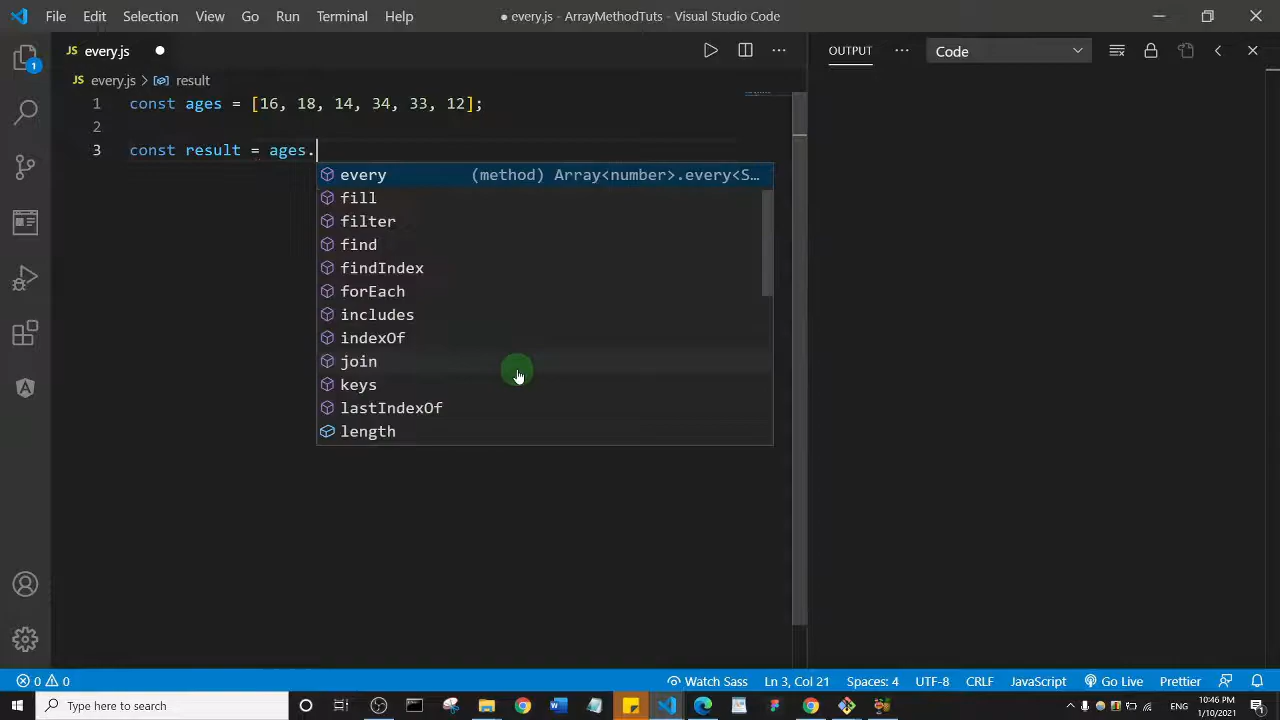 File Edit Selection View Go Run Terminal Help
● every.js - ArrayMethodTuts - Visual Studio Code
JS every.js ●
OUTPUT
Code
JS every.js > result
1 const ages = [16, 18, 14, 34, 33, 12];
2
3 const result = ages.
every (method) Array<number>.every<S…
fill
filter
find
findIndex
forEach
includes
indexOf
join
keys
lastIndexOf
length
1
0 0
Watch Sass
Ln 3, Col 21
Spaces: 4
UTF-8
CRLF
JavaScript
Go Live
Prettier
Type here to search
ENG
10:46 PM
1/10/2021